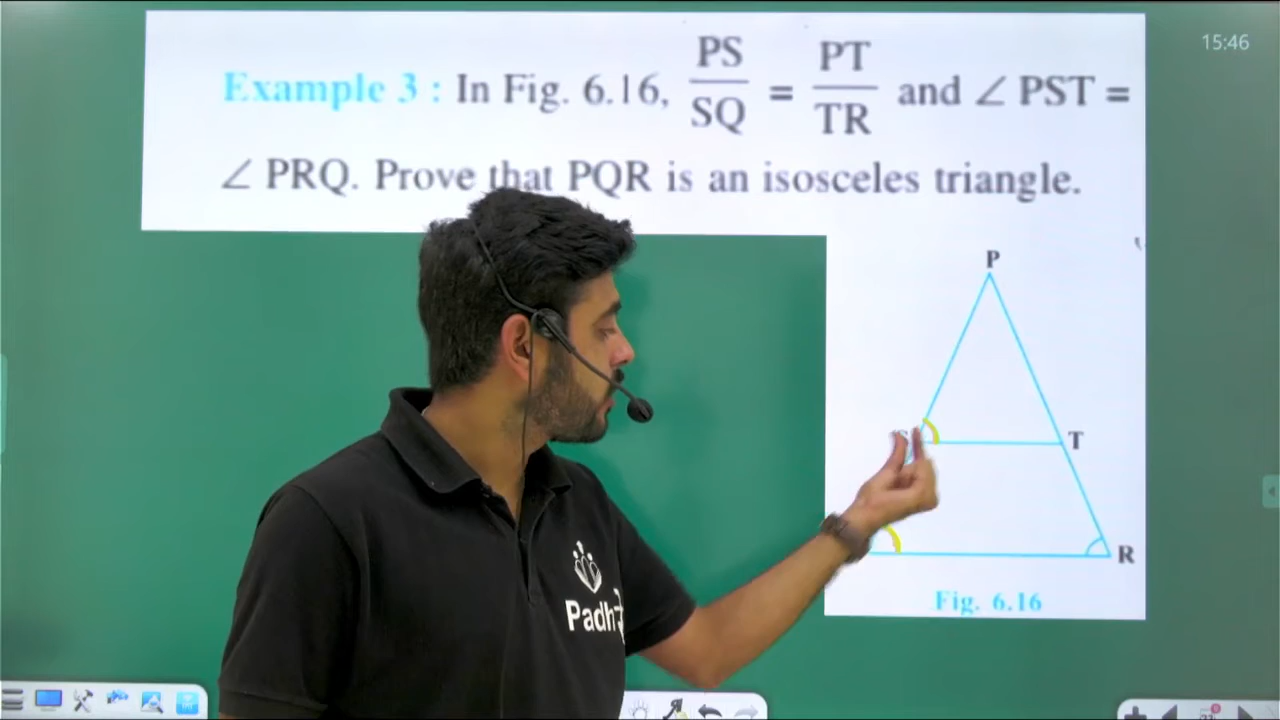 15:46
Example 3 : In Fig. 6.16, PS/SQ = PT/TR and ∠ PST =
∠ PRQ. Prove that PQR is an isosceles triangle.
P
T
R
Fig. 6.16
Padh